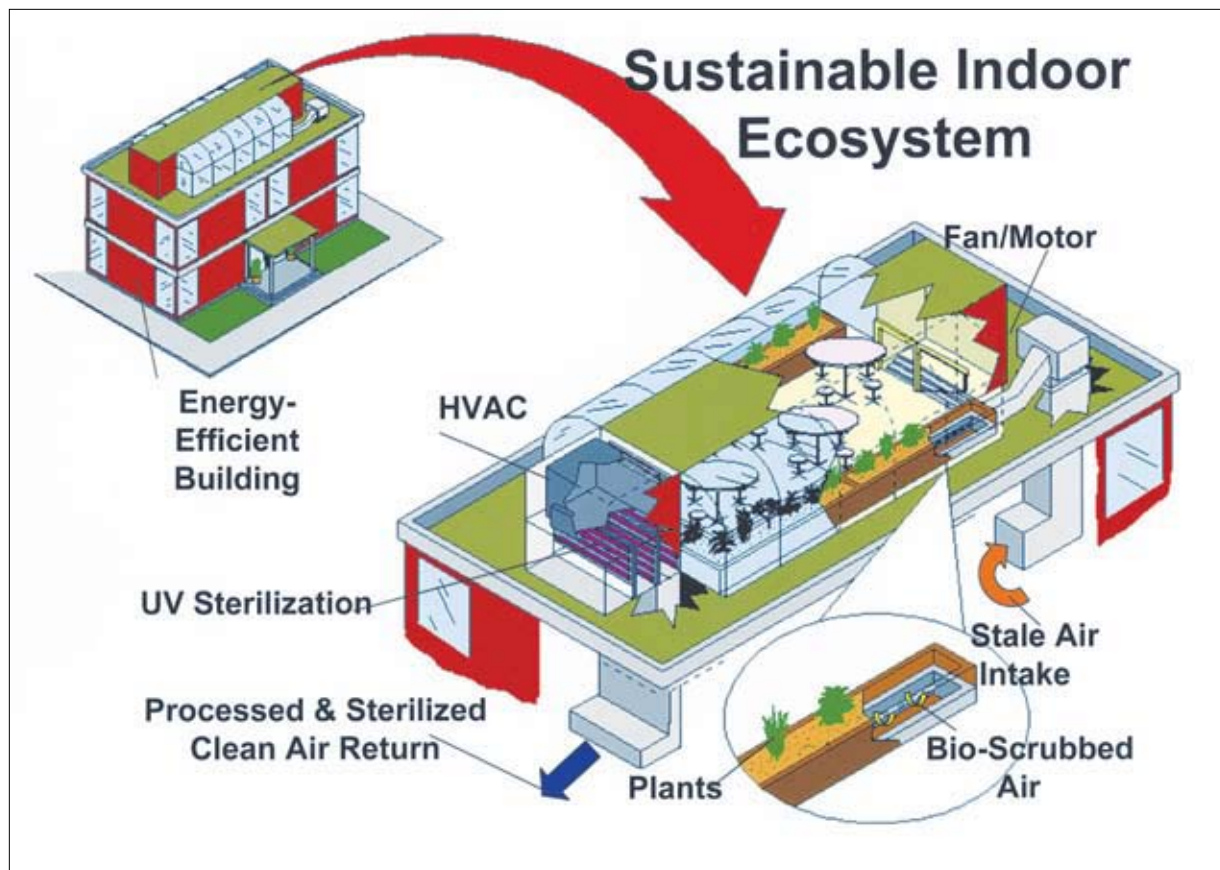 Sustainable Indoor
Ecosystem
Fan/Motor
Energy-
Efficient
Building
HVAC
UV Sterilization
Stale Air
Intake
Processed & Sterilized
Clean Air Return
Plants
Bio-Scrubbed
Air